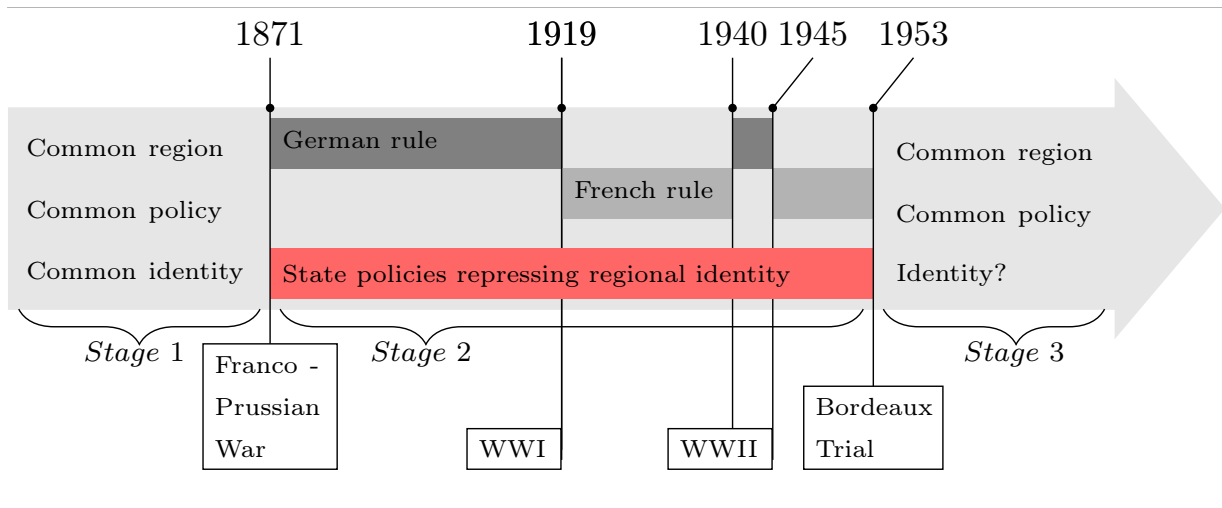 1871
1919
1940
1945
1953
German rule
French rule
State policies repressing regional identity
Common region
Common policy
Common identity
Common region
Common policy
Identity?
Stage 1
Stage 2
Stage 3
Franco -
Prussian
War
WWI
WWII
Bordeaux
Trial